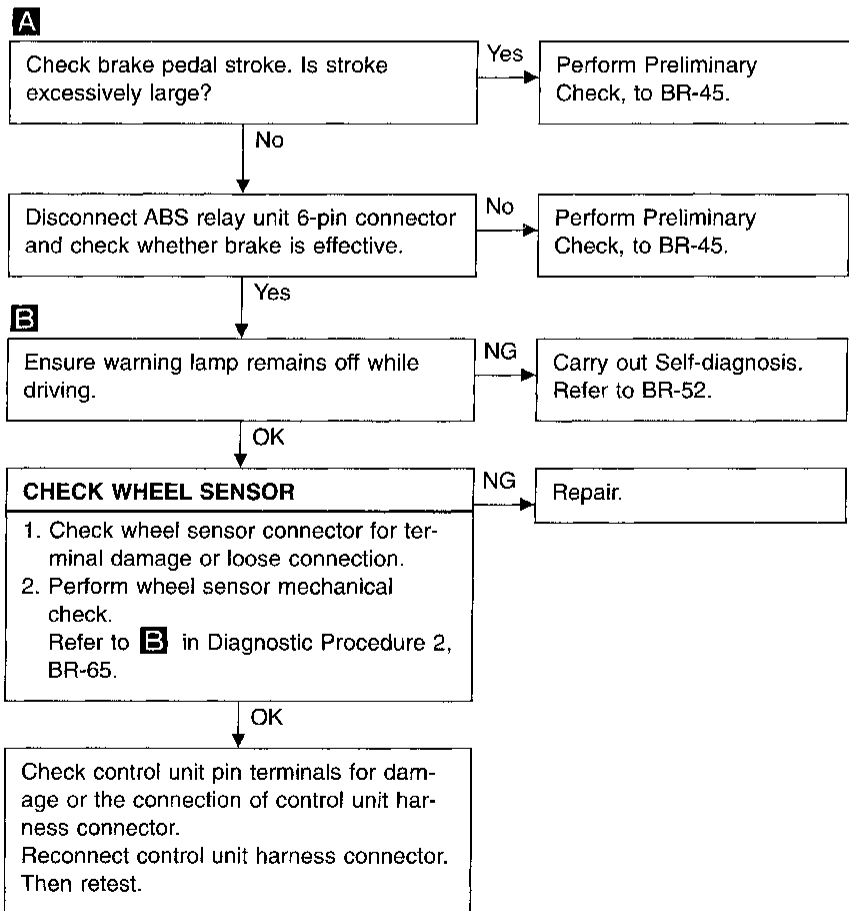 A
Check brake pedal stroke. Is stroke
excessively large?
Yes
Perform Preliminary
Check, to BR-45.
No
Disconnect ABS relay unit 6-pin connector
and check whether brake is effective.
No
Perform Preliminary
Check, to BR-45.
Yes
B
Ensure warning lamp remains off while
driving.
NG
Carry out Self-diagnosis.
Refer to BR-52.
OK
CHECK WHEEL SENSOR
NG
Repair.
1. Check wheel sensor connector for ter-
minal damage or loose connection.
2. Perform wheel sensor mechanical
check.
Refer to B in Diagnostic Procedure 2,
BR-65.
OK
Check control unit pin terminals for dam-
age or the connection of control unit har-
ness connector.
Reconnect control unit harness connector.
Then retest.